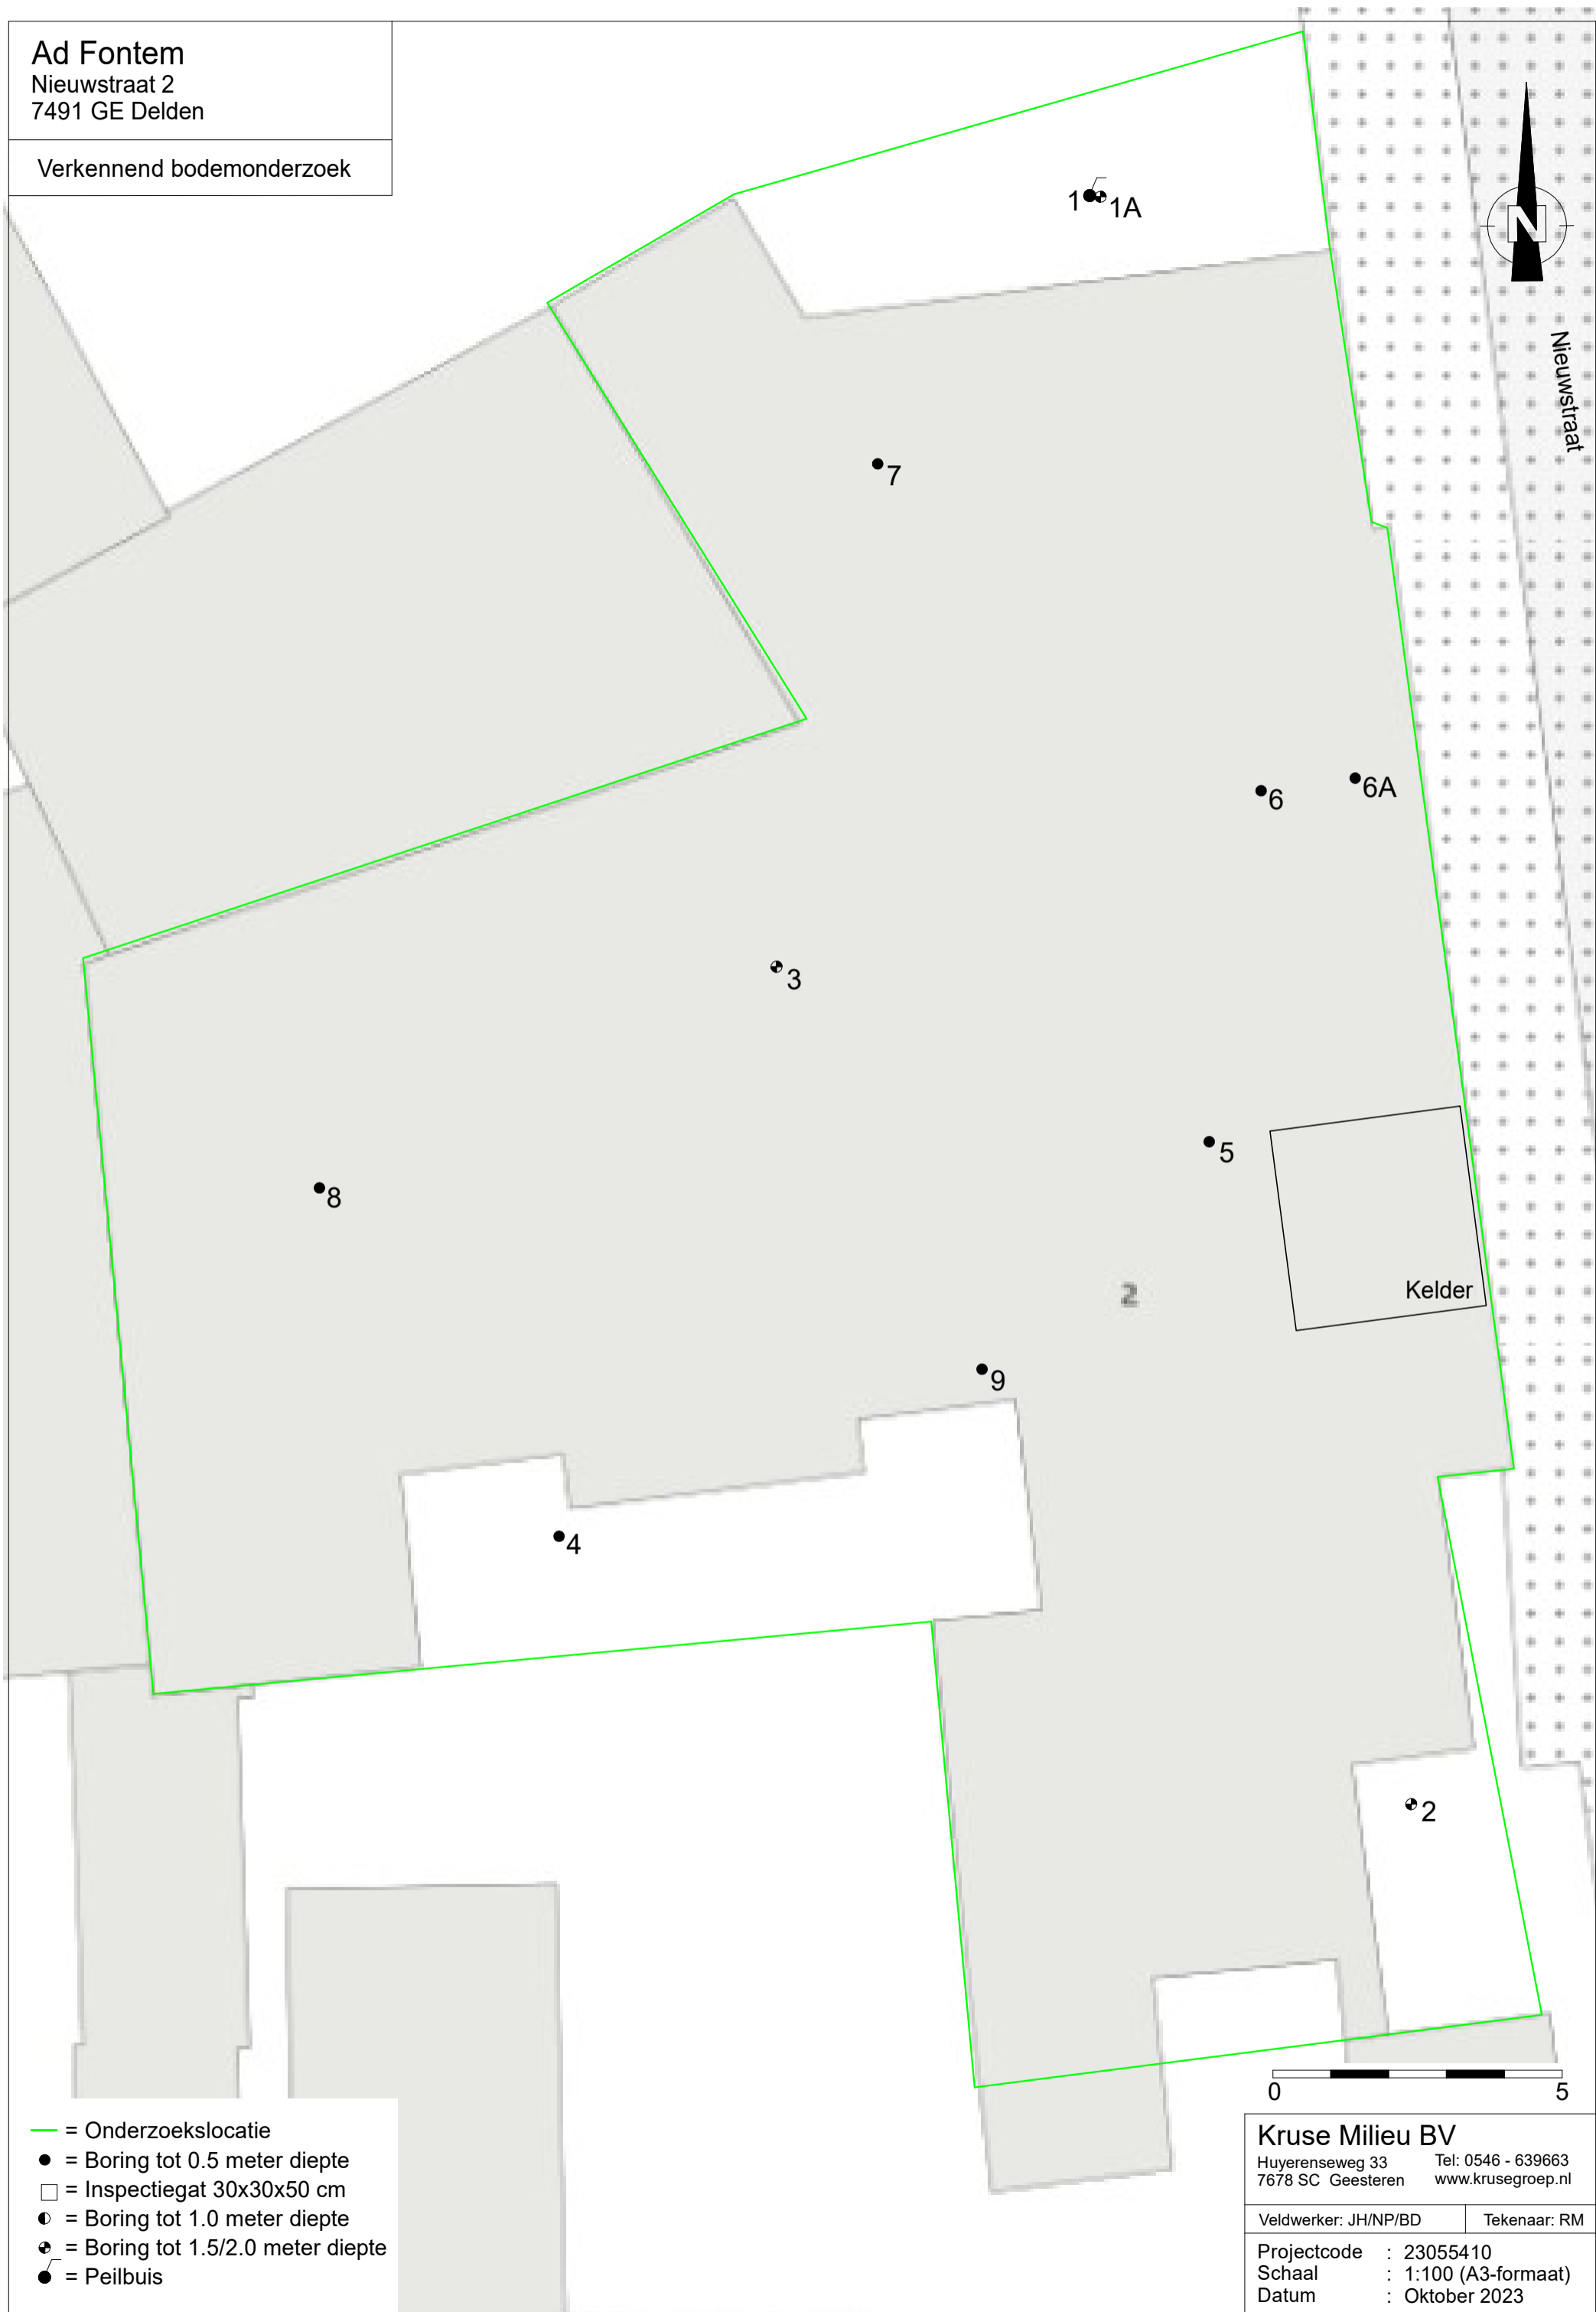 Ad Fontem
Nieuwstraat 2
7491 GE Delden
Verkennend bodemonderzoek
1
1A
N
Nieuwstraat
7
6
6A
3
5
8
Kelder
2
9
4
2
0
5
= Onderzoekslocatie
= Boring tot 0.5 meter diepte
= Inspectiegat 30x30x50 cm
= Boring tot 1.0 meter diepte
= Boring tot 1.5/2.0 meter diepte
= Peilbuis
Kruse Milieu BV
Huyerenseweg 33 Tel: 0546 - 639663
7678 SC Geesteren www.krusegroep.nl
Veldwerker: JH/NP/BD Tekenaar: RM
Projectcode : 23055410
Schaal : 1:100 (A3-formaat)
Datum : Oktober 2023